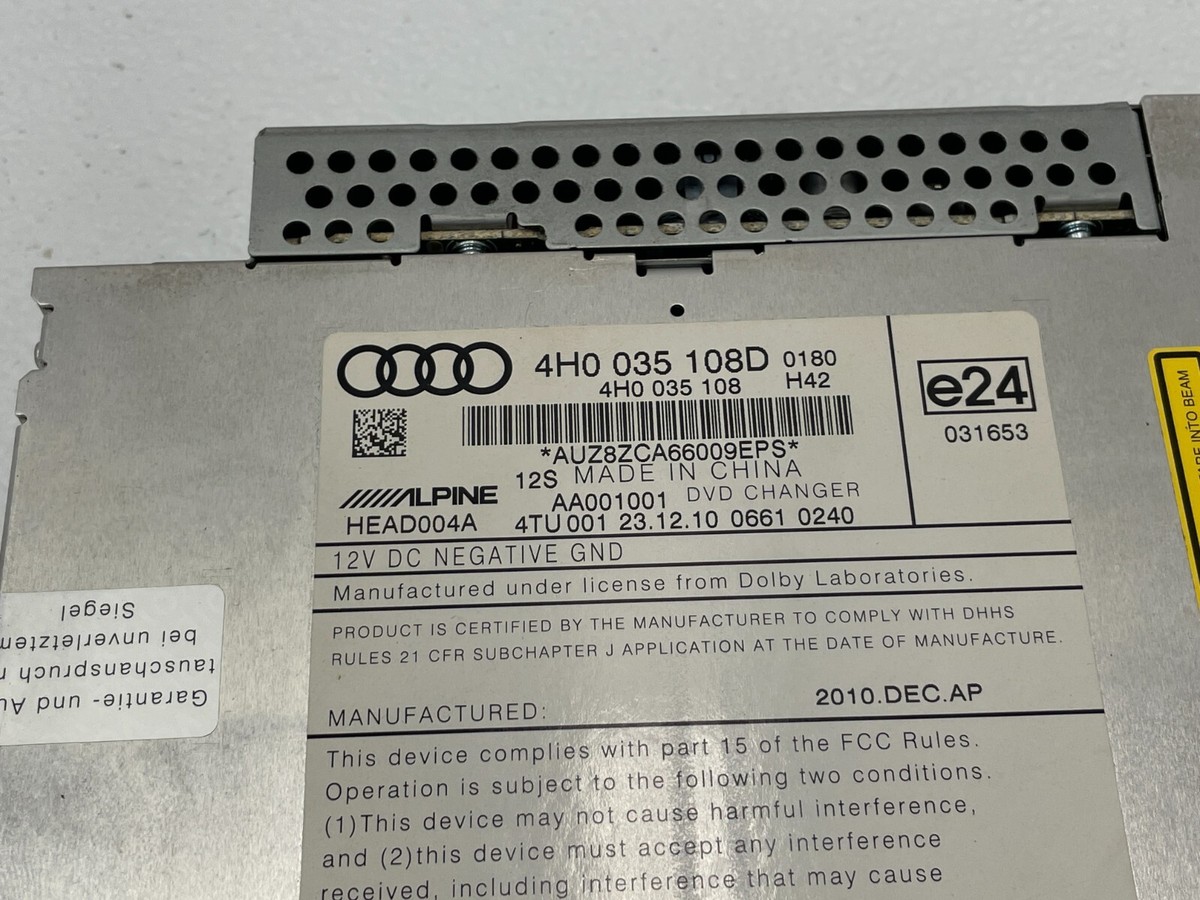 4H0 035 108D 0180
4H0 035 108 H42
*AUZ8ZCA66009EPS*
12S MADE IN CHINA
ALPINE AA001001 DVD CHANGER
HEAD004A 4TU 001 23.12.10 0661 0240
e24
031653
12V DC NEGATIVE GND
Manufactured under license from Dolby Laboratories.
PRODUCT IS CERTIFIED BY THE MANUFACTURER TO COMPLY WITH DHHS
RULES 21 CFR SUBCHAPTER J APPLICATION AT THE DATE OF MANUFACTURE.
MANUFACTURED: 2010.DEC.AP
This device complies with part 15 of the FCC Rules.
Operation is subject to the following two conditions.
(1)This device may not cause harmful interference,
and (2)this device must accept any interference
received, including interference that may cause
Garantie- und
tauschanspruch
bei unverletztem
Siegel
INTO BEAM